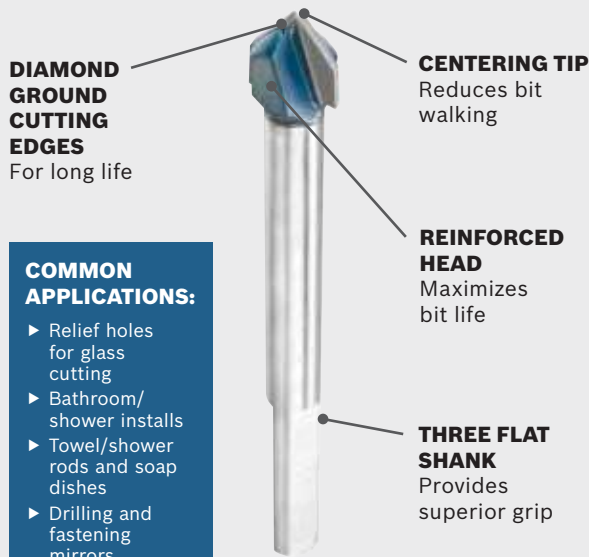 DIAMOND
GROUND
CUTTING
EDGES
For long life
CENTERING TIP
Reduces bit
walking
REINFORCED
HEAD
Maximizes
bit life
THREE FLAT
SHANK
Provides
superior grip
COMMON
APPLICATIONS:
▶ Relief holes
for glass
cutting
▶ Bathroom/
shower installs
▶ Towel/shower
rods and soap
dishes
▶ Drilling and
fastening
mirrors